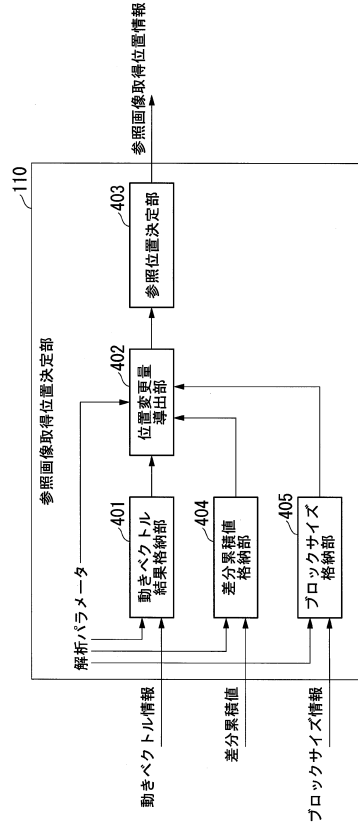 110
参照画像取得位置決定部
解析パラメータ
動きベクトル情報
401
動きベクトル
結果格納部
402
位置変更量
導出部
403
参照位置決定部
参照画像取得位置情報
差分累積値
404
差分累積値
格納部
ブロックサイズ情報
405
ブロックサイズ
格納部